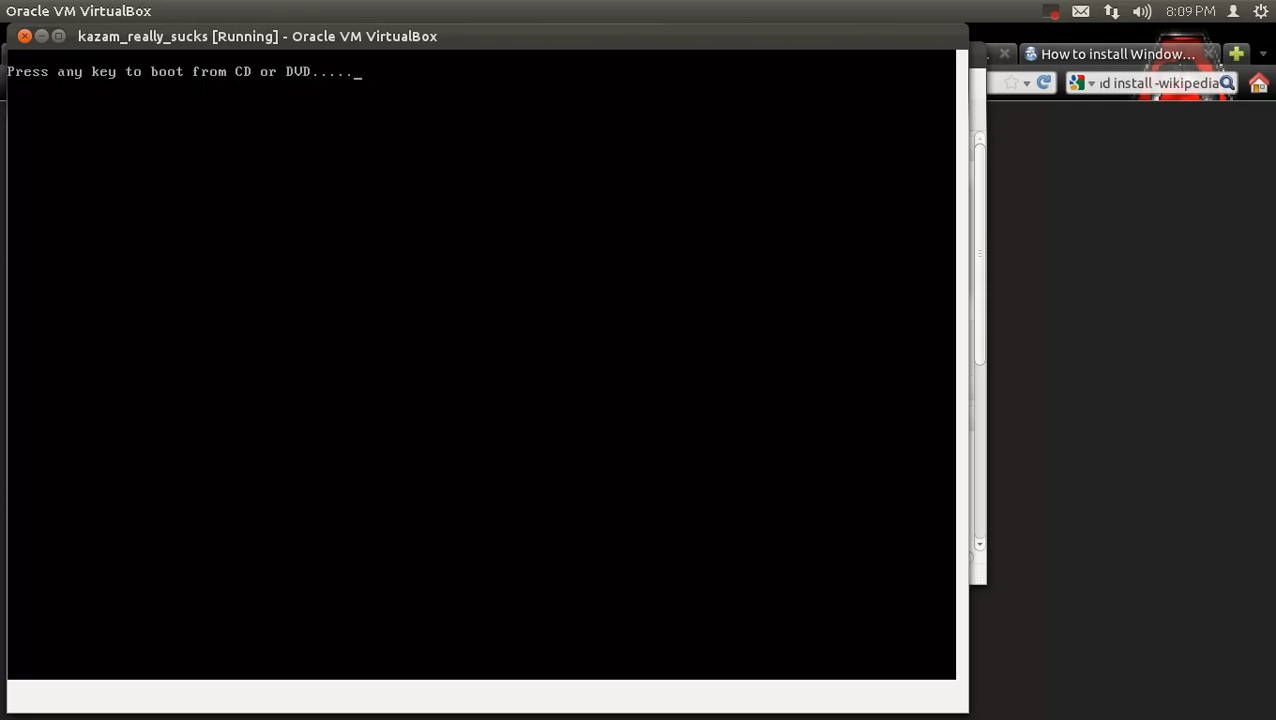 Oracle VM VirtualBox
8:09 PM
kazam_really_sucks [Running] - Oracle VM VirtualBox
How to install Window...
Press any key to boot from CD or DVD....._
d install -wikipedia